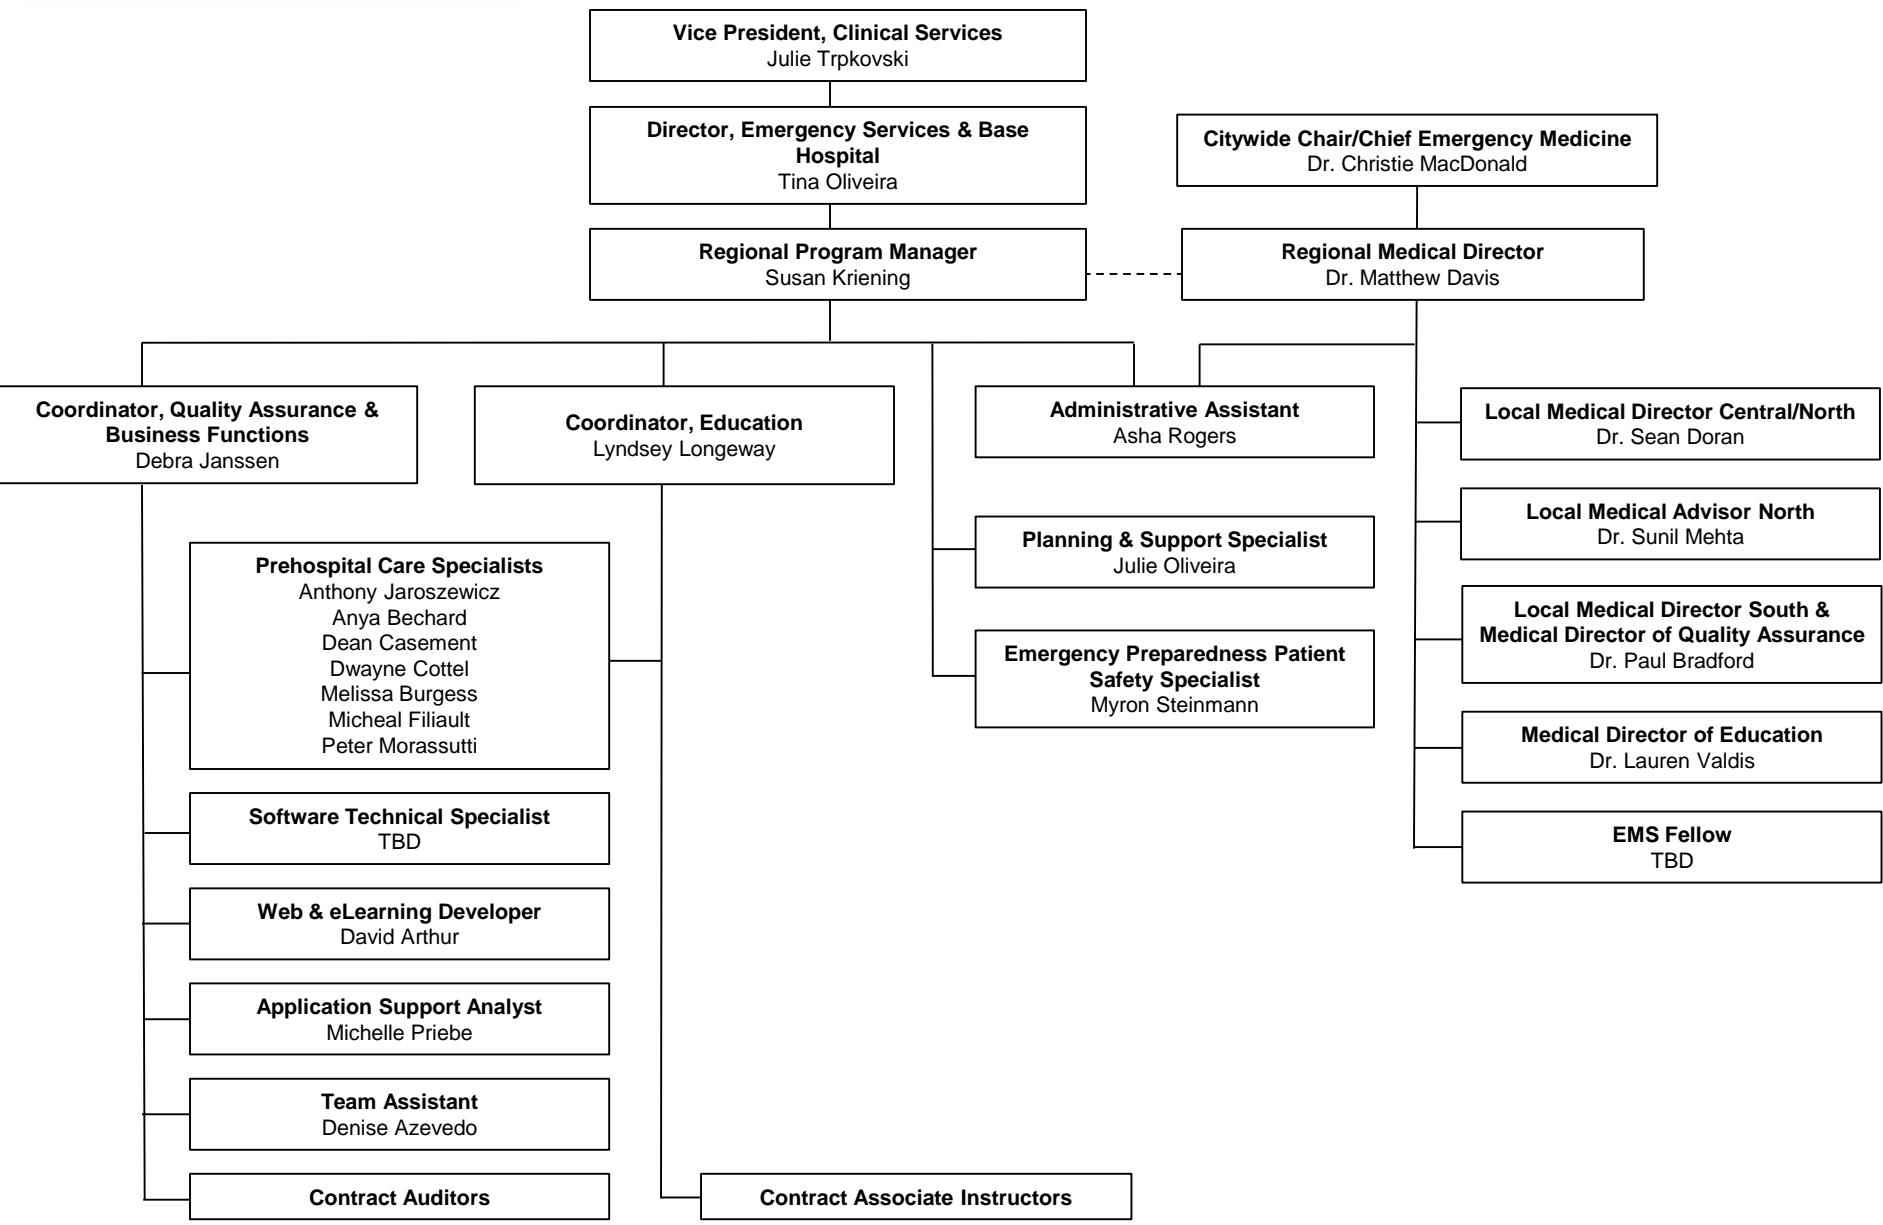 Vice President, Clinical Services
Julie Trpkovski
Director, Emergency Services & Base
Hospital
Tina Oliveira
Citywide Chair/Chief Emergency Medicine
Dr. Christie MacDonald
Regional Program Manager
Susan Kriening
Regional Medical Director
Dr. Matthew Davis
Coordinator, Quality Assurance &
Business Functions
Debra Janssen
Coordinator, Education
Lyndsey Longeway
Administrative Assistant
Asha Rogers
Local Medical Director Central/North
Dr. Sean Doran
Planning & Support Specialist
Julie Oliveira
Local Medical Advisor North
Dr. Sunil Mehta
Prehospital Care Specialists
Anthony Jaroszewicz
Anya Bechard
Dean Casement
Dwayne Cottel
Melissa Burgess
Micheal Filiault
Peter Morassutti
Emergency Preparedness Patient
Safety Specialist
Myron Steinmann
Local Medical Director South &
Medical Director of Quality Assurance
Dr. Paul Bradford
Medical Director of Education
Dr. Lauren Valdis
Software Technical Specialist
TBD
EMS Fellow
TBD
Web & eLearning Developer
David Arthur
Application Support Analyst
Michelle Priebe
Team Assistant
Denise Azevedo
Contract Auditors
Contract Associate Instructors